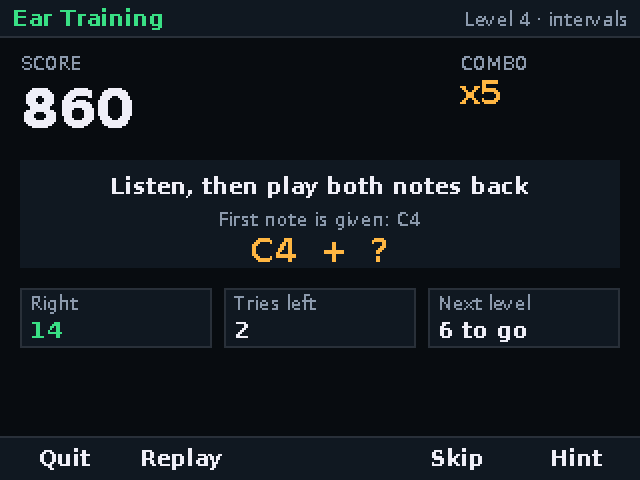 Ear Training
Level 4 · intervals
SCORE
COMBO
860
x5
Listen, then play both notes back
First note is given: C4
C4 + ?
Right
Tries left
Next level
14
2
6 to go
Quit
Replay
Skip
Hint